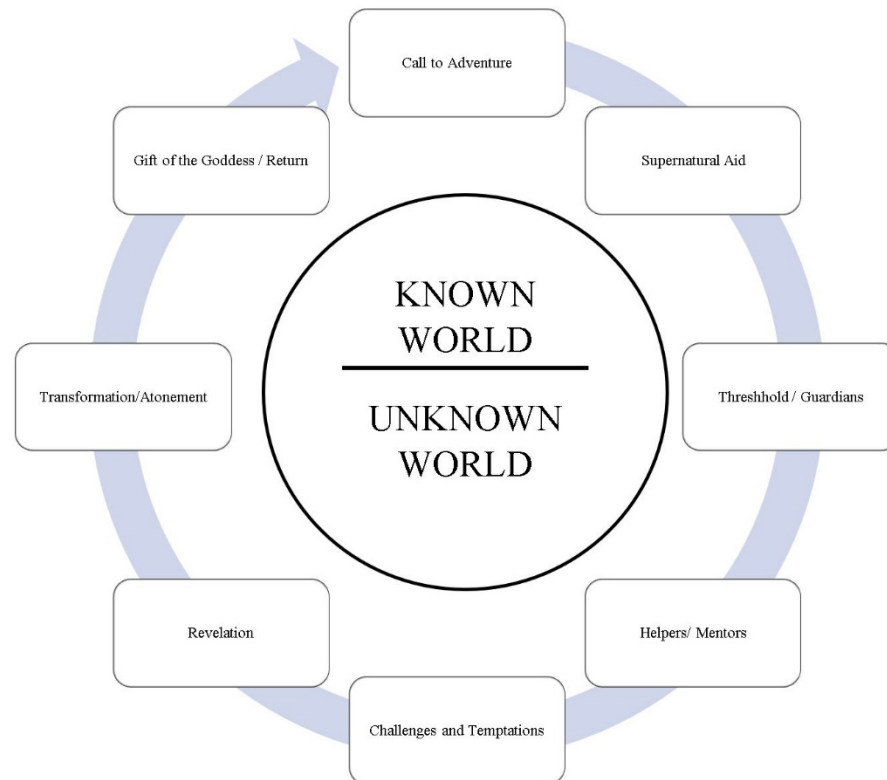 Call to Adventure
Supernatural Aid
Threshhold / Guardians
Helpers/ Mentors
Challenges and Temptations
Revelation
Transformation/Atonement
Gift of the Goddess / Return
KNOWN
WORLD
UNKNOWN
WORLD